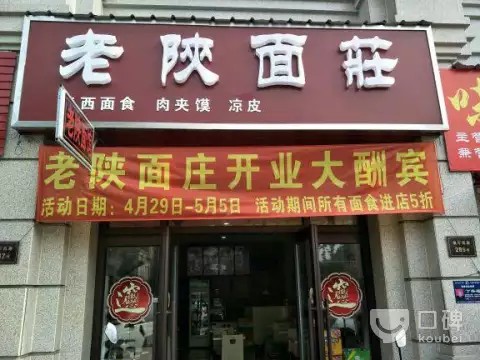 老陝面莊
西面食 肉夹馍 凉皮
老陕面庄开业大酬宾
活动日期：4月29日-5月5日 活动期间所有面食进店5折
口碑
koubei